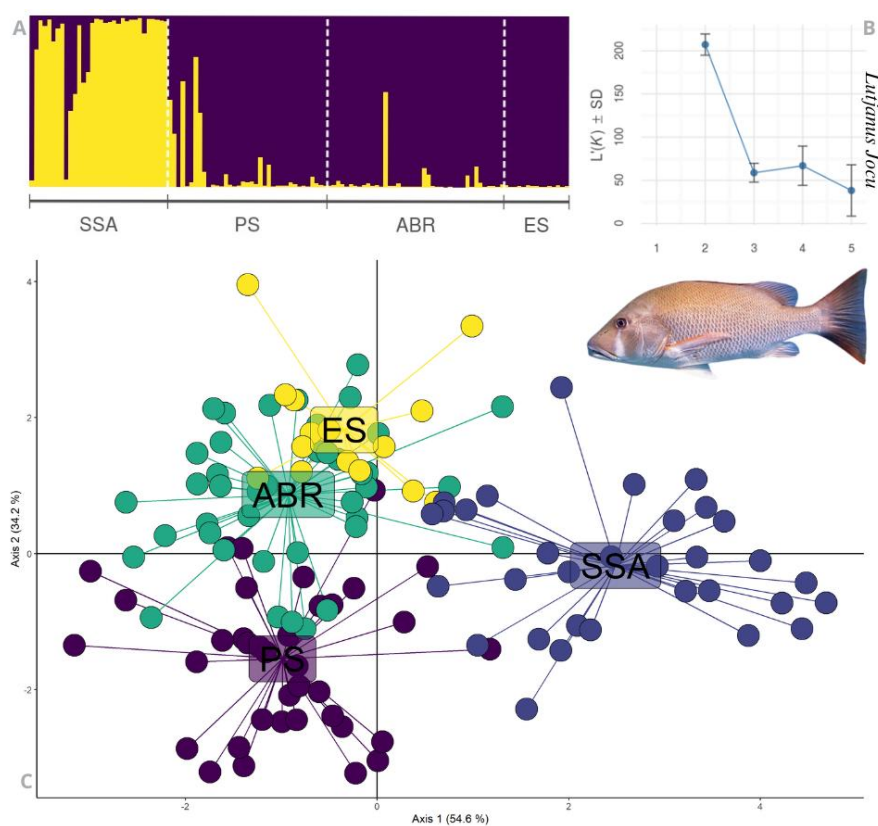 A
SSA
PS
ABR
ES
B
L'(K) ± SD
0
50
100
150
200
1
2
3
4
5
Lutjanus Jocu
C
Axis 2 (34.2 %)
4
2
0
-2
ES
ABR
SSA
PS
-2
0
2
4
Axis 1 (54.6 %)